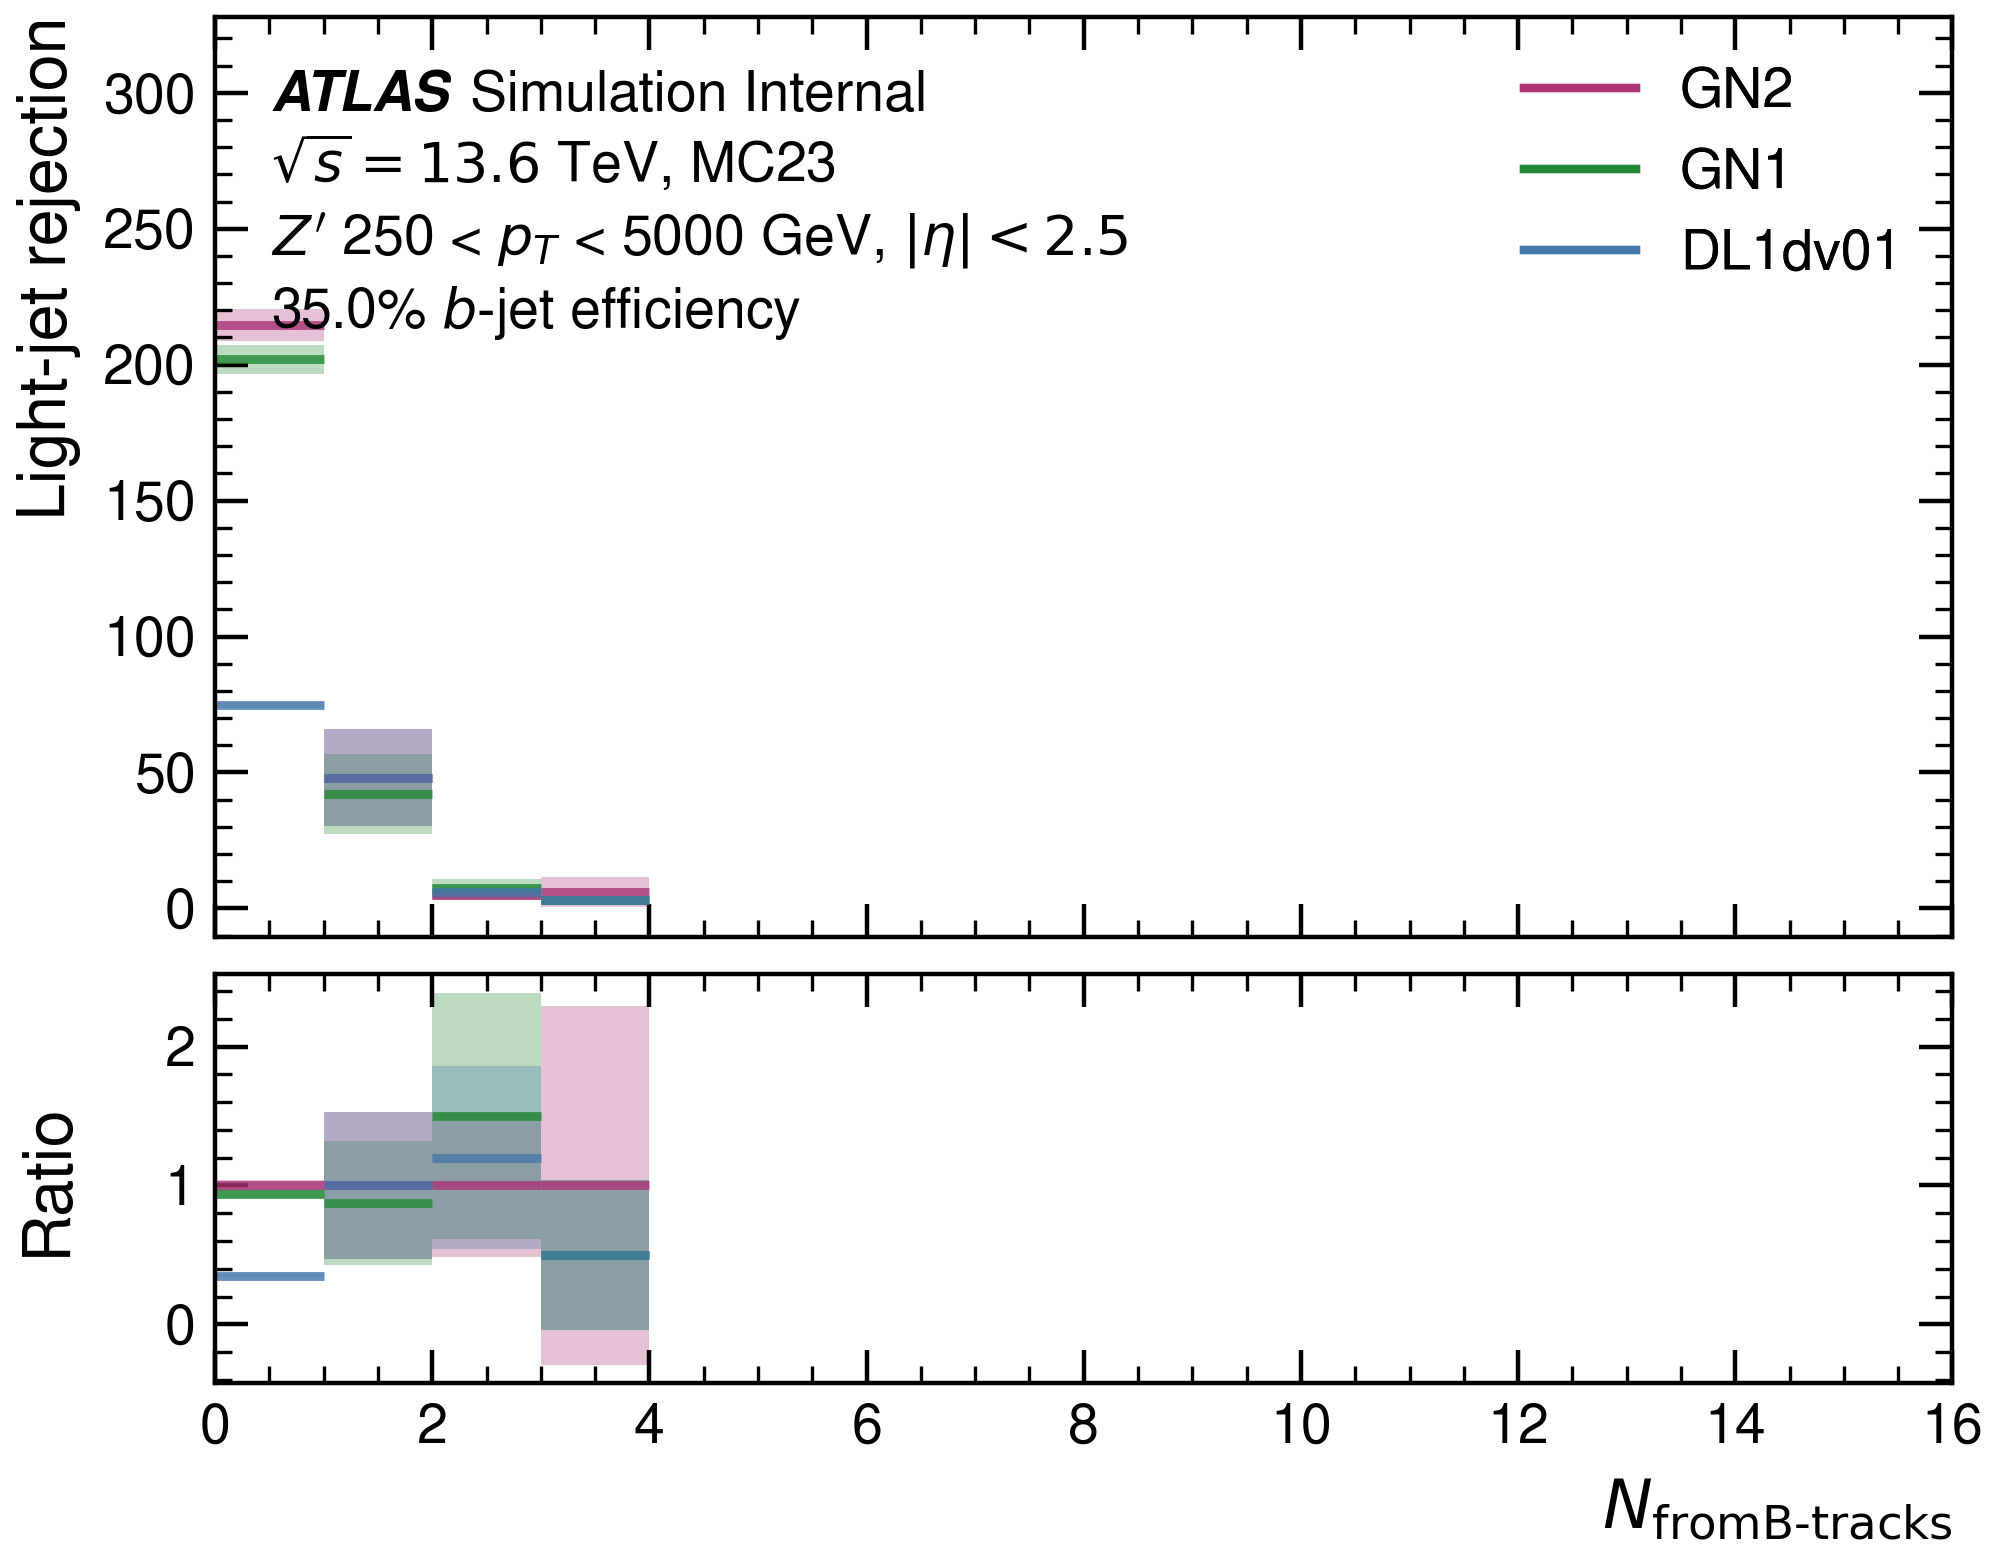 Light-jet rejection
300
250
200
150
100
50
0
ATLAS Simulation Internal
√s = 13.6 TeV, MC23
Z′ 250 < p_T < 5000 GeV, |η| < 2.5
35.0% b-jet efficiency
GN2
GN1
DL1dv01
Ratio
2
1
0
0 2 4 6 8 10 12 14 16
N_fromB-tracks